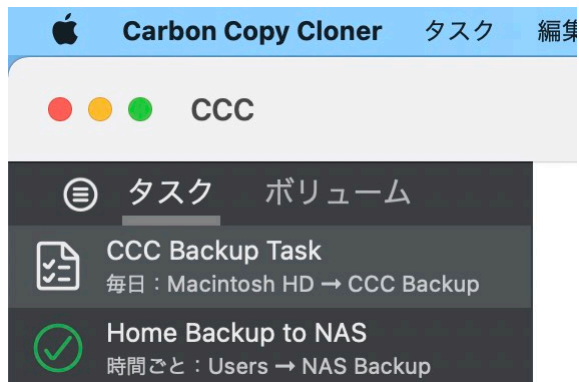 Carbon Copy Cloner タスク 編集
CCC
タスク ボリューム
CCC Backup Task
毎日：Macintosh HD → CCC Backup
Home Backup to NAS
時間ごと：Users → NAS Backup